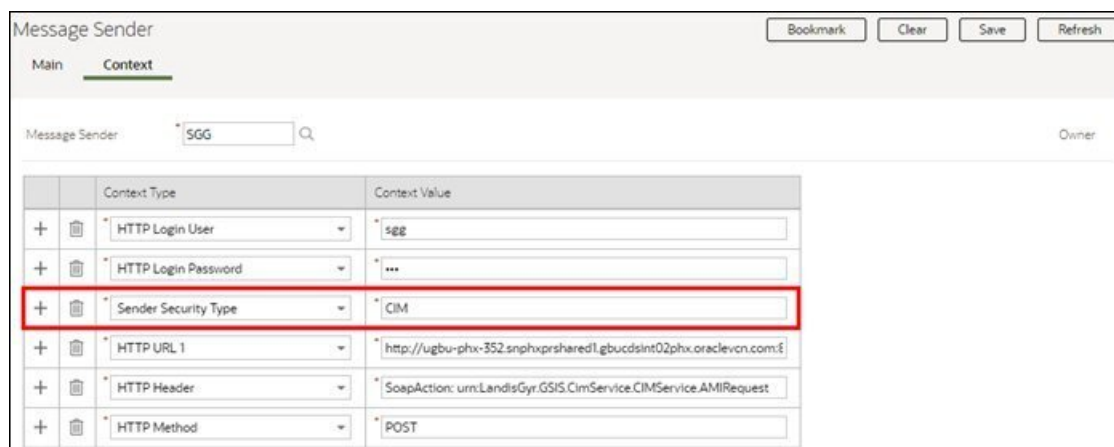 Message Sender Bookmark Clear Save Refresh
Main Context
Message Sender * SGG Owner
Context Type Context Value
+ * HTTP Login User * sgg
+ * HTTP Login Password * •••
+ * Sender Security Type * CIM
+ * HTTP URL 1 * http://ugbu-phx-352.snphxprshared1.gbucdsint02phx.oraclevcn.com:
+ * HTTP Header * SoapAction: urn:LandisGyr.GSIS.CimService.CIMService.AMIRequest
+ * HTTP Method * POST